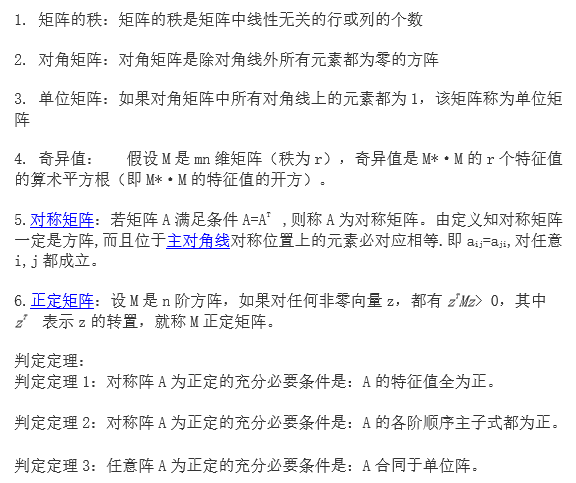 1. 矩阵的秩：矩阵的秩是矩阵中线性无关的行或列的个数
2. 对角矩阵：对角矩阵是除对角线外所有元素都为零的方阵
3. 单位矩阵：如果对角矩阵中所有对角线上的元素都为1，该矩阵称为单位矩
阵
4. 奇异值： 假设M是mn维矩阵（秩为r），奇异值是M*·M的r个特征值
的算术平方根（即M*·M的特征值的开方）。
5.对称矩阵：若矩阵A满足条件A=Aᵀ ,则称A为对称矩阵。由定义知对称矩阵
一定是方阵,而且位于主对角线对称位置上的元素必对应相等.即aᵢⱼ=aⱼᵢ,对任意
i,j都成立。
6.正定矩阵：设M是n阶方阵，如果对任何非零向量z，都有zᵀMz> 0，其中
zᵀ 表示z的转置，就称M正定矩阵。
判定定理：
判定定理1：对称阵A为正定的充分必要条件是：A的特征值全为正。
判定定理2：对称阵A为正定的充分必要条件是：A的各阶顺序主子式都为正。
判定定理3：任意阵A为正定的充分必要条件是：A合同于单位阵。